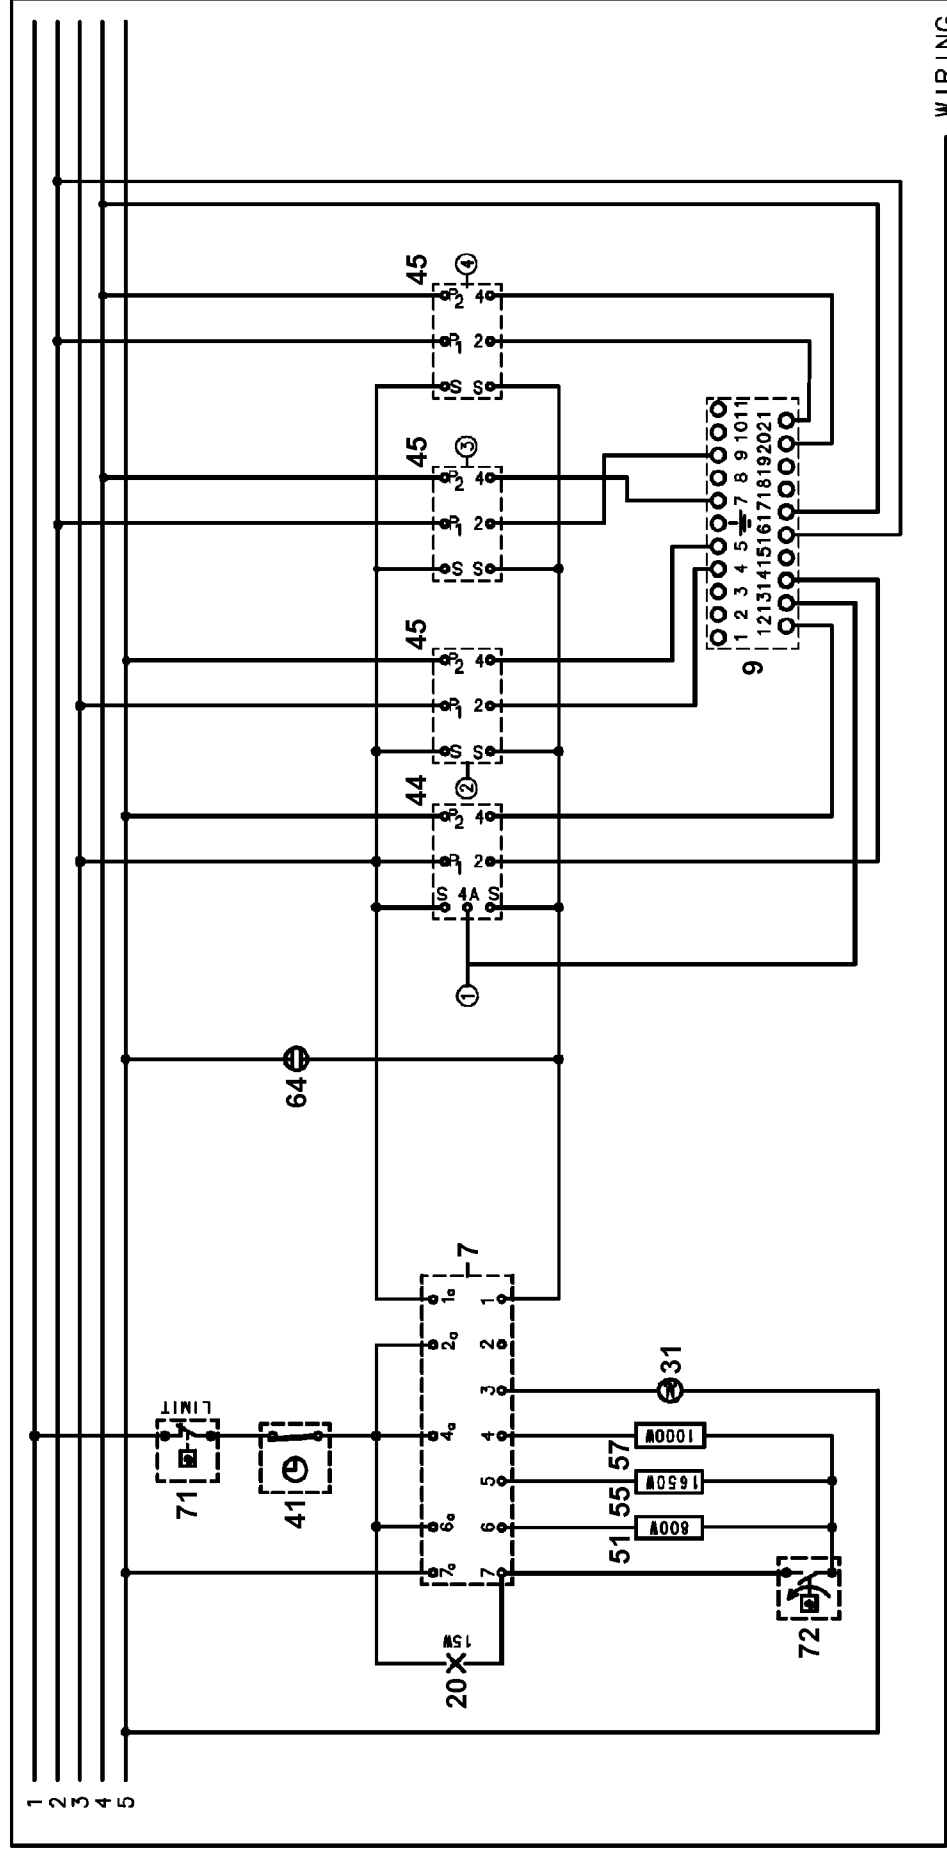 WIRING
1
2
3
4
5
71
LIMIT
41
64
44
45
45
45
S 4A S
P1 2
P2 4
1
S S
P1 2
P2 4
2
S S
P1 2
P2 4
3
S S
P1 2
P2 4
4
7a 6a 4a 2a 1a
7 6 5 4 3 2 1
7
20
15W
51
800W
55
1650W
57
1000W
31
72
9
1 2 3 4 5 7 8 9 10 11
12 13 14 15 16 17 18 19 20 21